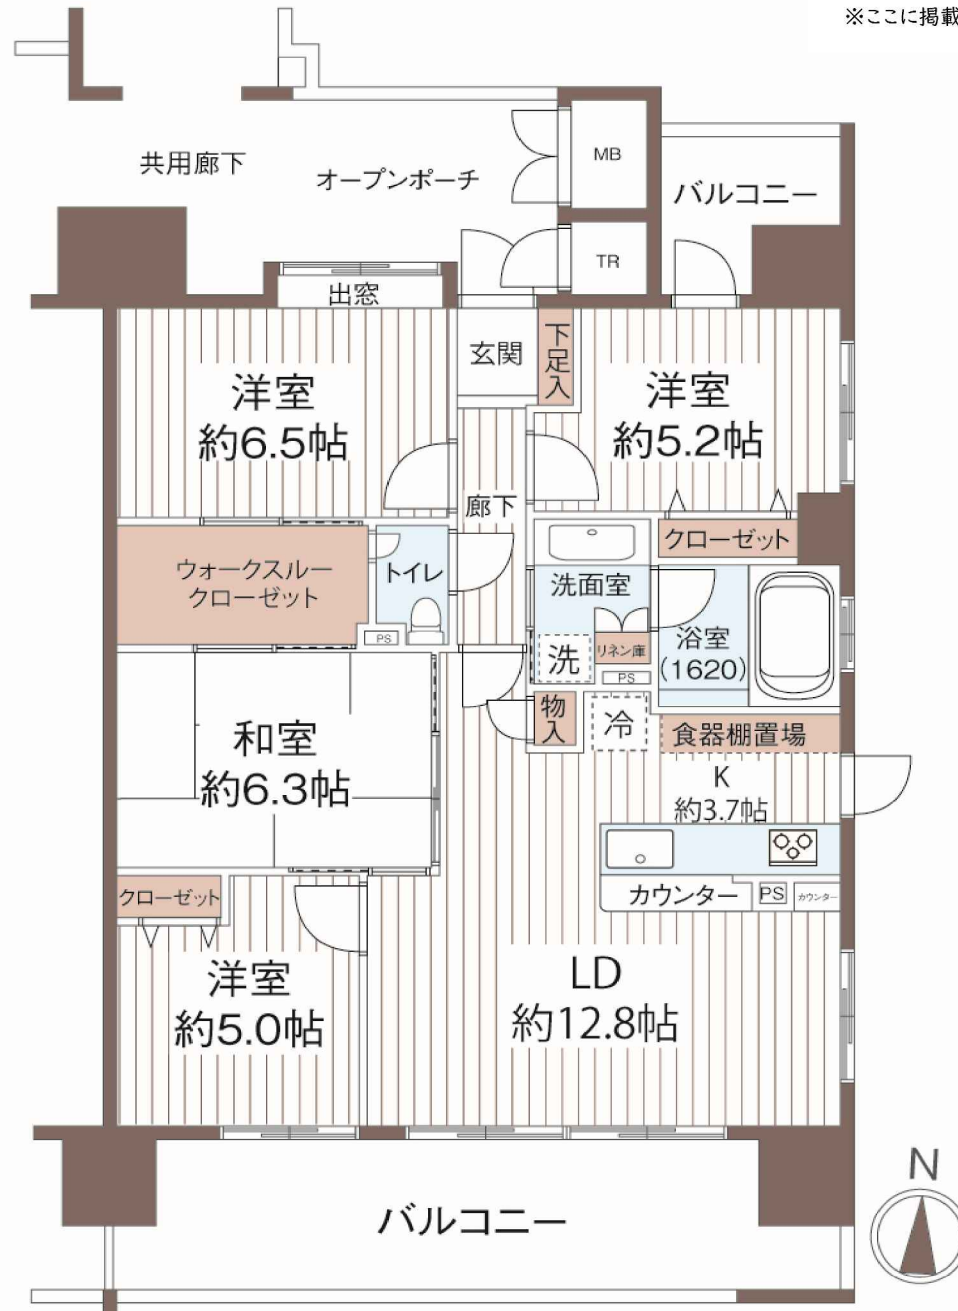 ※ここに掲載
共用廊下
オープンポーチ
MB
バルコニー
TR
出窓
玄関
下足入
洋室
約6.5帖
洋室
約5.2帖
廊下
クローゼット
ウォークスルー
クローゼット
トイレ
PS
洗面室
リネン庫
洗
PS
浴室
(1620)
和室
約6.3帖
物入
冷
食器棚置場
K
約3.7帖
クローゼット
カウンター
PS
カウンター
洋室
約5.0帖
LD
約12.8帖
バルコニー
N